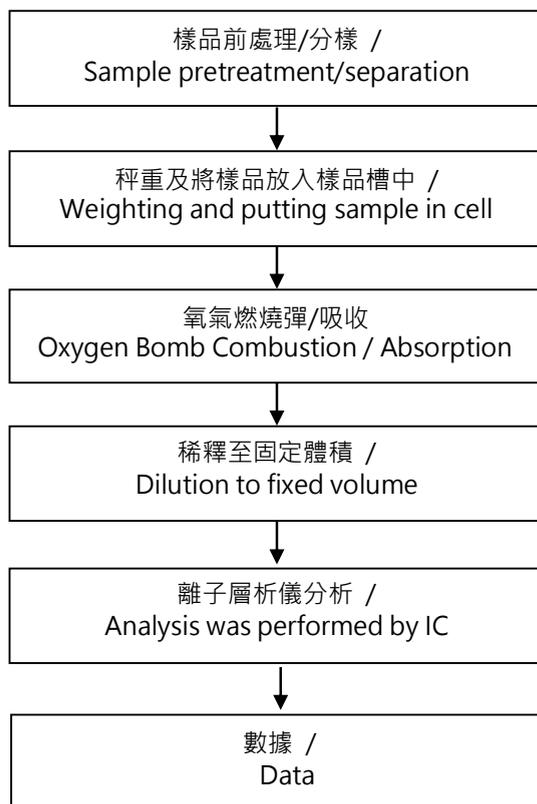 樣品前處理/分樣 /
Sample pretreatment/separation
秤重及將樣品放入樣品槽中 /
Weighting and putting sample in cell
氧氣燃燒彈/吸收
Oxygen Bomb Combustion / Absorption
稀釋至固定體積 /
Dilution to fixed volume
離子層析儀分析 /
Analysis was performed by IC
數據 /
Data